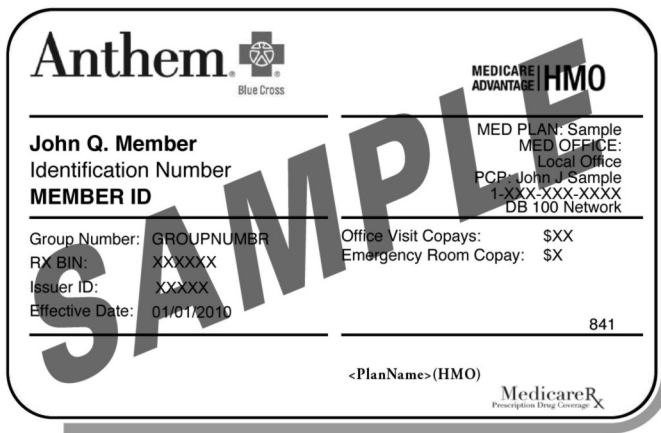 Anthem
Blue Cross
MEDICARE
ADVANTAGE
HMO
John Q. Member
Identification Number
MEMBER ID
MED PLAN: Sample
MED OFFICE:
Local Office
PCP: John J Sample
1-XXX-XXX-XXXX
DB 100 Network
Group Number: GROUPNUMBR
RX BIN: XXXXXX
Issuer ID: XXXXX
Effective Date: 01/01/2010
Office Visit Copays: $XX
Emergency Room Copay: $X
841
<PlanName>(HMO)
MedicareRx
Prescription Drug Coverage
SAMPLE